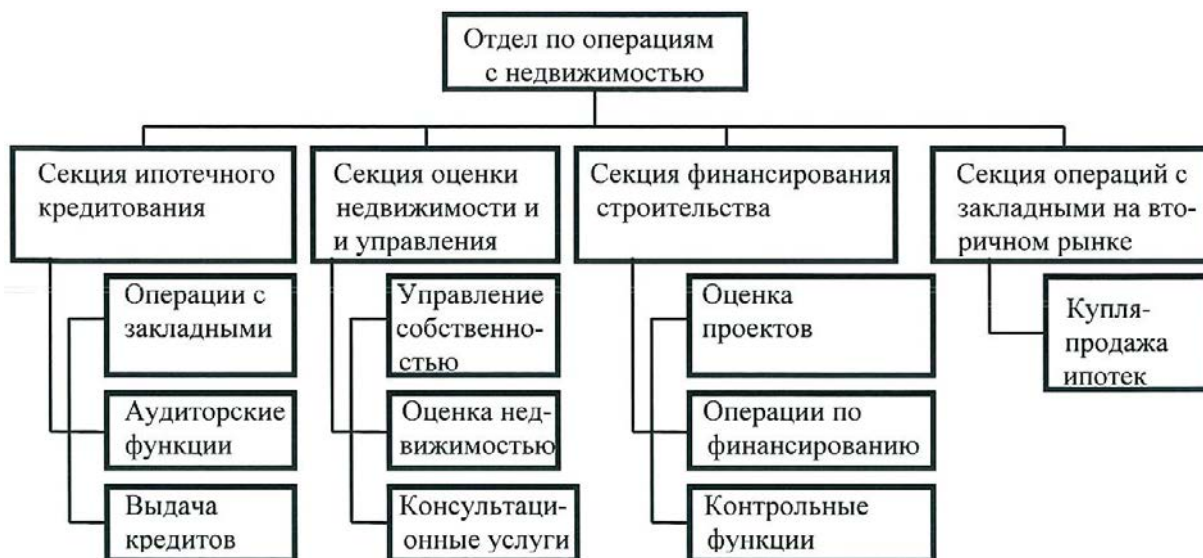 Отдел по операциям
с недвижимостью
Секция ипотечного
кредитования
Секция оценки
недвижимости и
и управления
Секция финансирования
строительства
Секция операций с
закладными на вто-
ричном рынке
Операции с
закладными
Аудиторские
функции
Выдача
кредитов
Управление
собственно-
стью
Оценка нед-
вижимостью
Консультаци-
онные услуги
Оценка
проектов
Операции по
финансированию
Контрольные
функции
Купля-
продажа
ипотек